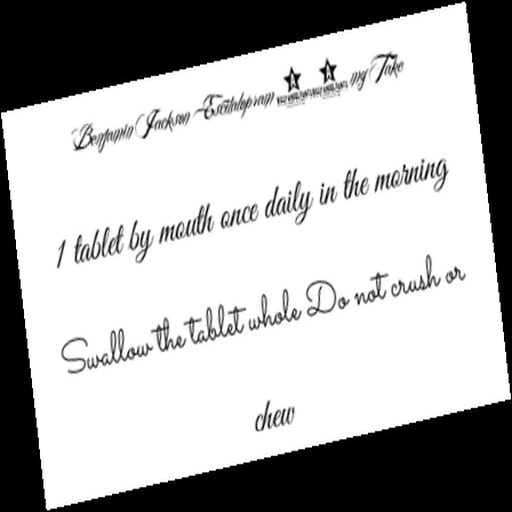 Benjamin Jackson Escitalopram mg Take
1 tablet by mouth once daily in the morning
Swallow the tablet whole Do not crush or
chew